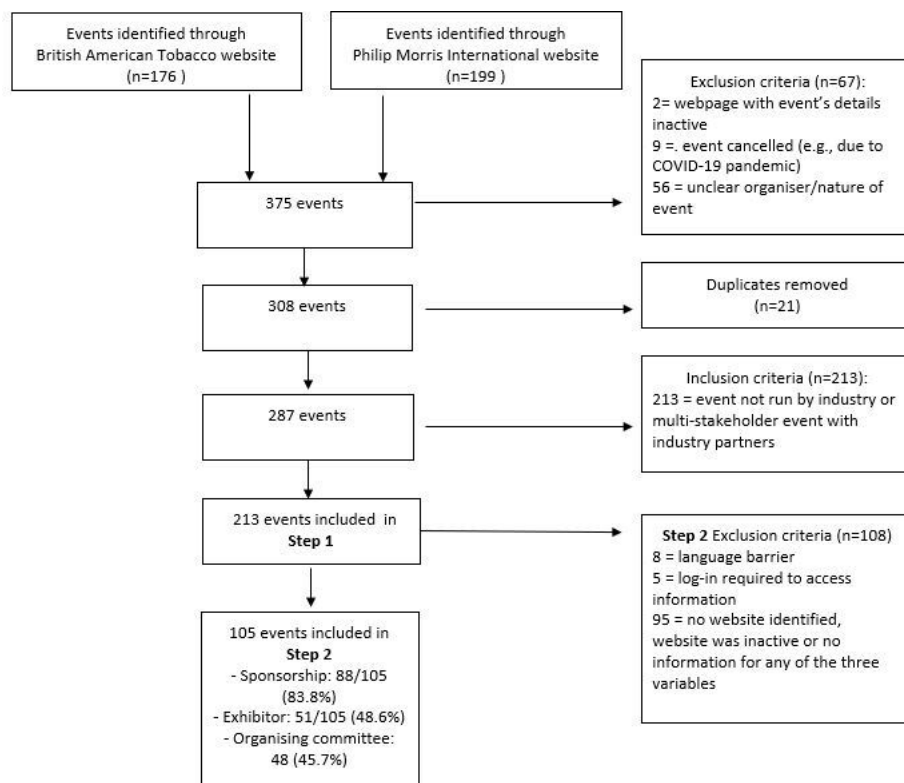 Events identified through
British American Tobacco website
(n=176)
Events identified through
Philip Morris International website
(n=199 )
Exclusion criteria (n=67):
2= webpage with event’s details
inactive
9 =. event cancelled (e.g., due to
COVID-19 pandemic)
56 = unclear organiser/nature of
event
375 events
308 events
Duplicates removed
(n=21)
287 events
Inclusion criteria (n=213):
213 = event not run by industry or
multi-stakeholder event with
industry partners
213 events included in
Step 1
Step 2 Exclusion criteria (n=108)
8 = language barrier
5 = log-in required to access
information
95 = no website identified,
website was inactive or no
information for any of the three
variables
105 events included in
Step 2
- Sponsorship: 88/105
(83.8%)
- Exhibitor: 51/105 (48.6%)
- Organising committee:
48 (45.7%)